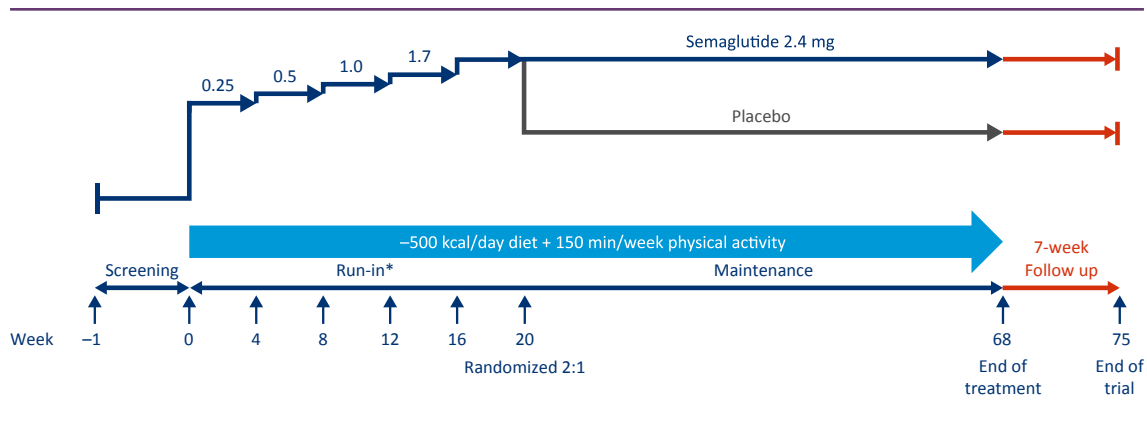 Semaglutide 2.4 mg
1.7
1.0
0.5
0.25
Placebo
–500 kcal/day diet + 150 min/week physical activity
7-week
Follow up
Screening
Run-in*
Maintenance
Week –1 0 4 8 12 16 20 68 75
Randomized 2:1
End of
treatment
End of
trial